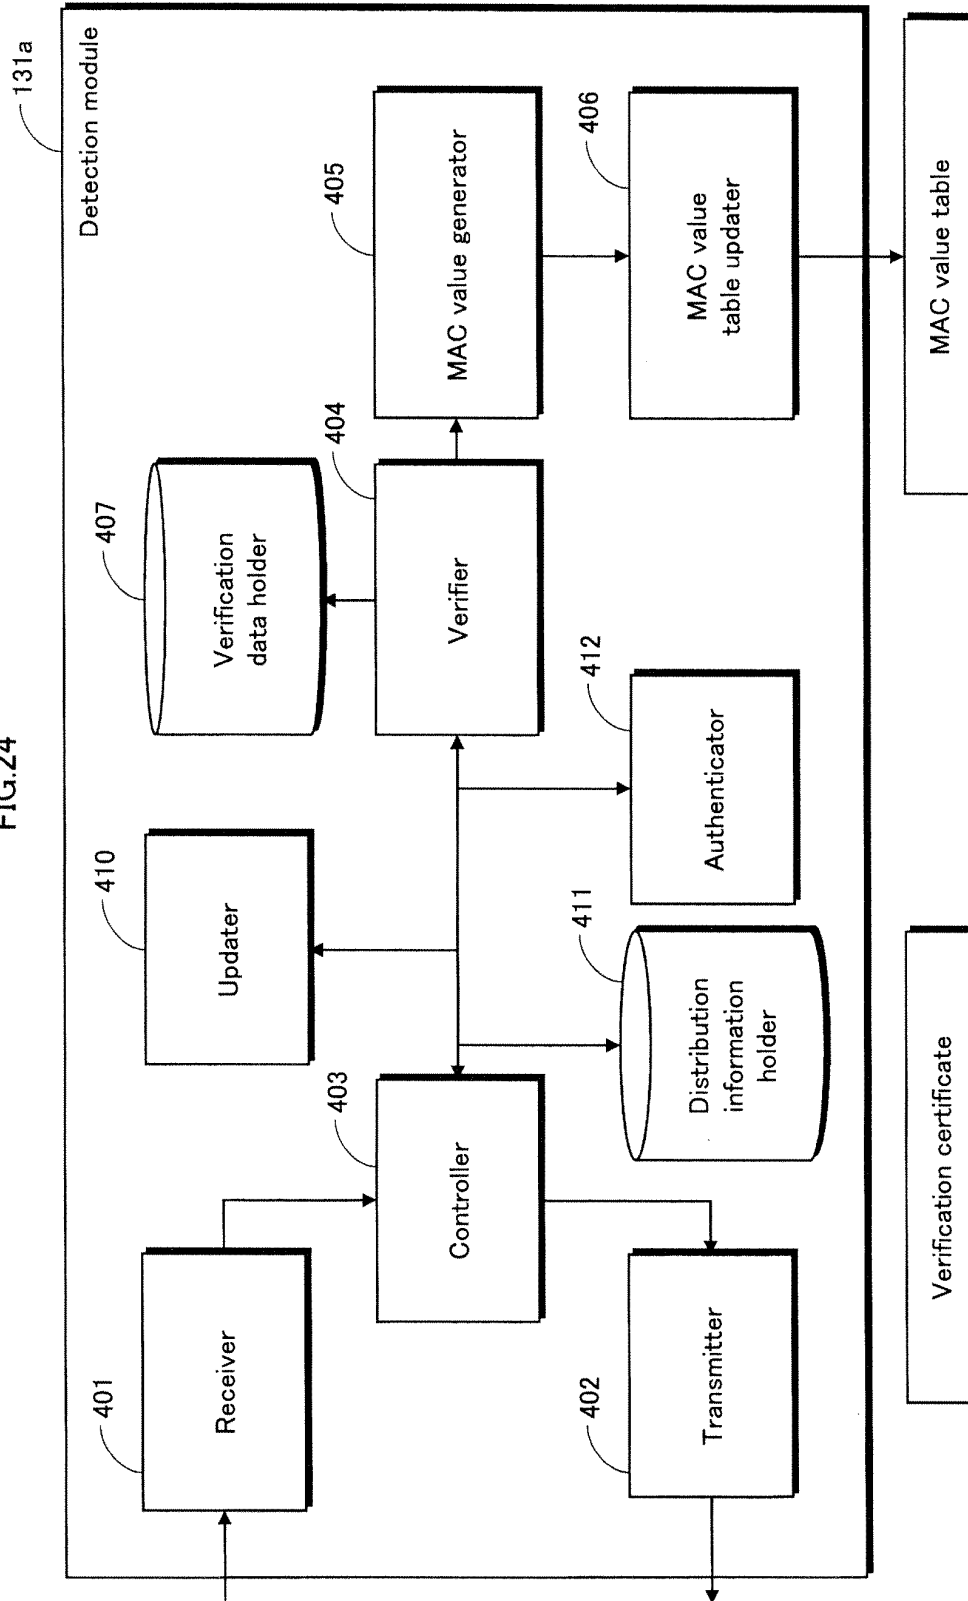 FIG.24
131a
Detection module
401
Receiver
410
Updater
407
Verification
data holder
403
Controller
404
Verifier
405
MAC value generator
402
Transmitter
411
Distribution
information
holder
412
Authenticator
406
MAC value
table updater
Verification certificate
MAC value table